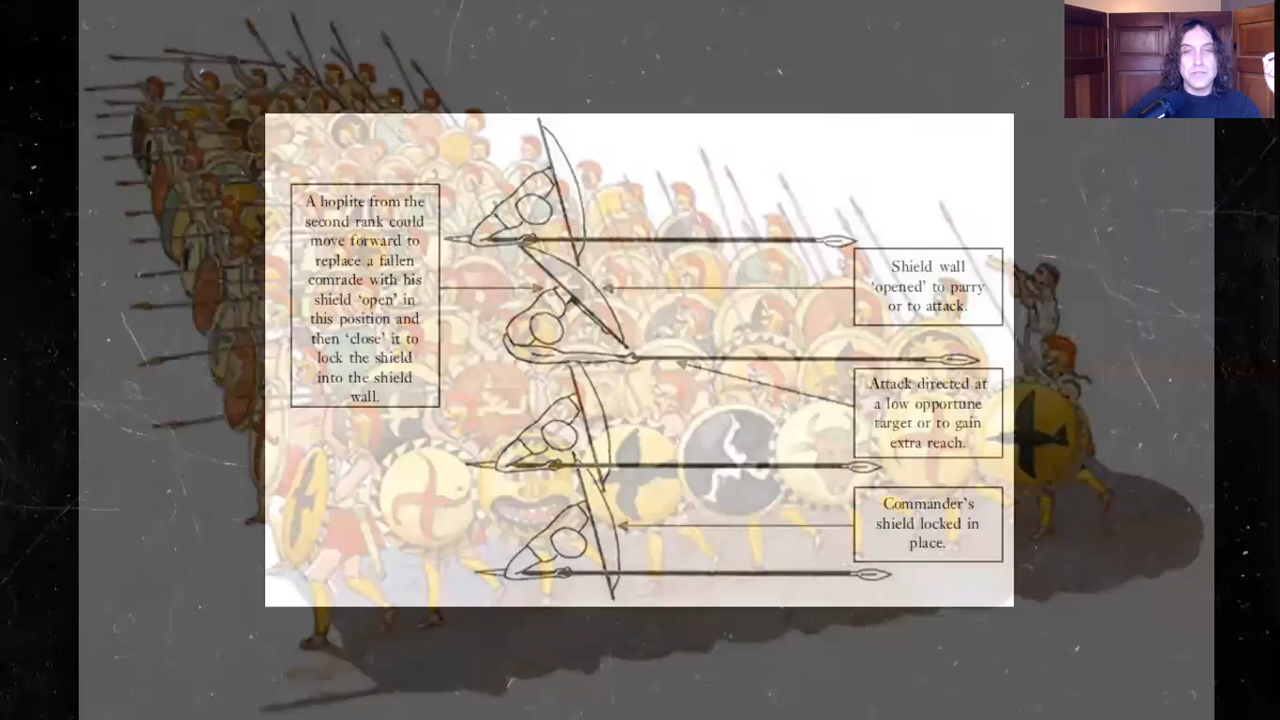 A hoplite from the
second rank could
move forward to
replace a fallen
comrade with his
shield ‘open’ in
this position and
then ‘close’ it to
lock the shield
into the shield
wall.
Shield wall
‘opened’ to parry
or to attack.
Attack directed at
a low opportune
target or to gain
extra reach.
Commander’s
shield locked in
place.